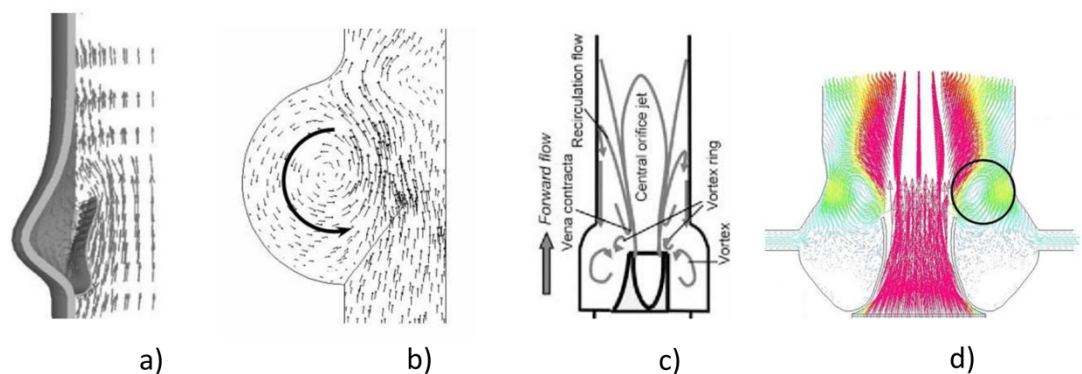 Forward flow
Vena contracta
Recirculation flow
Central orifice jet
Vortex ring
Vortex
a)
b)
c)
d)